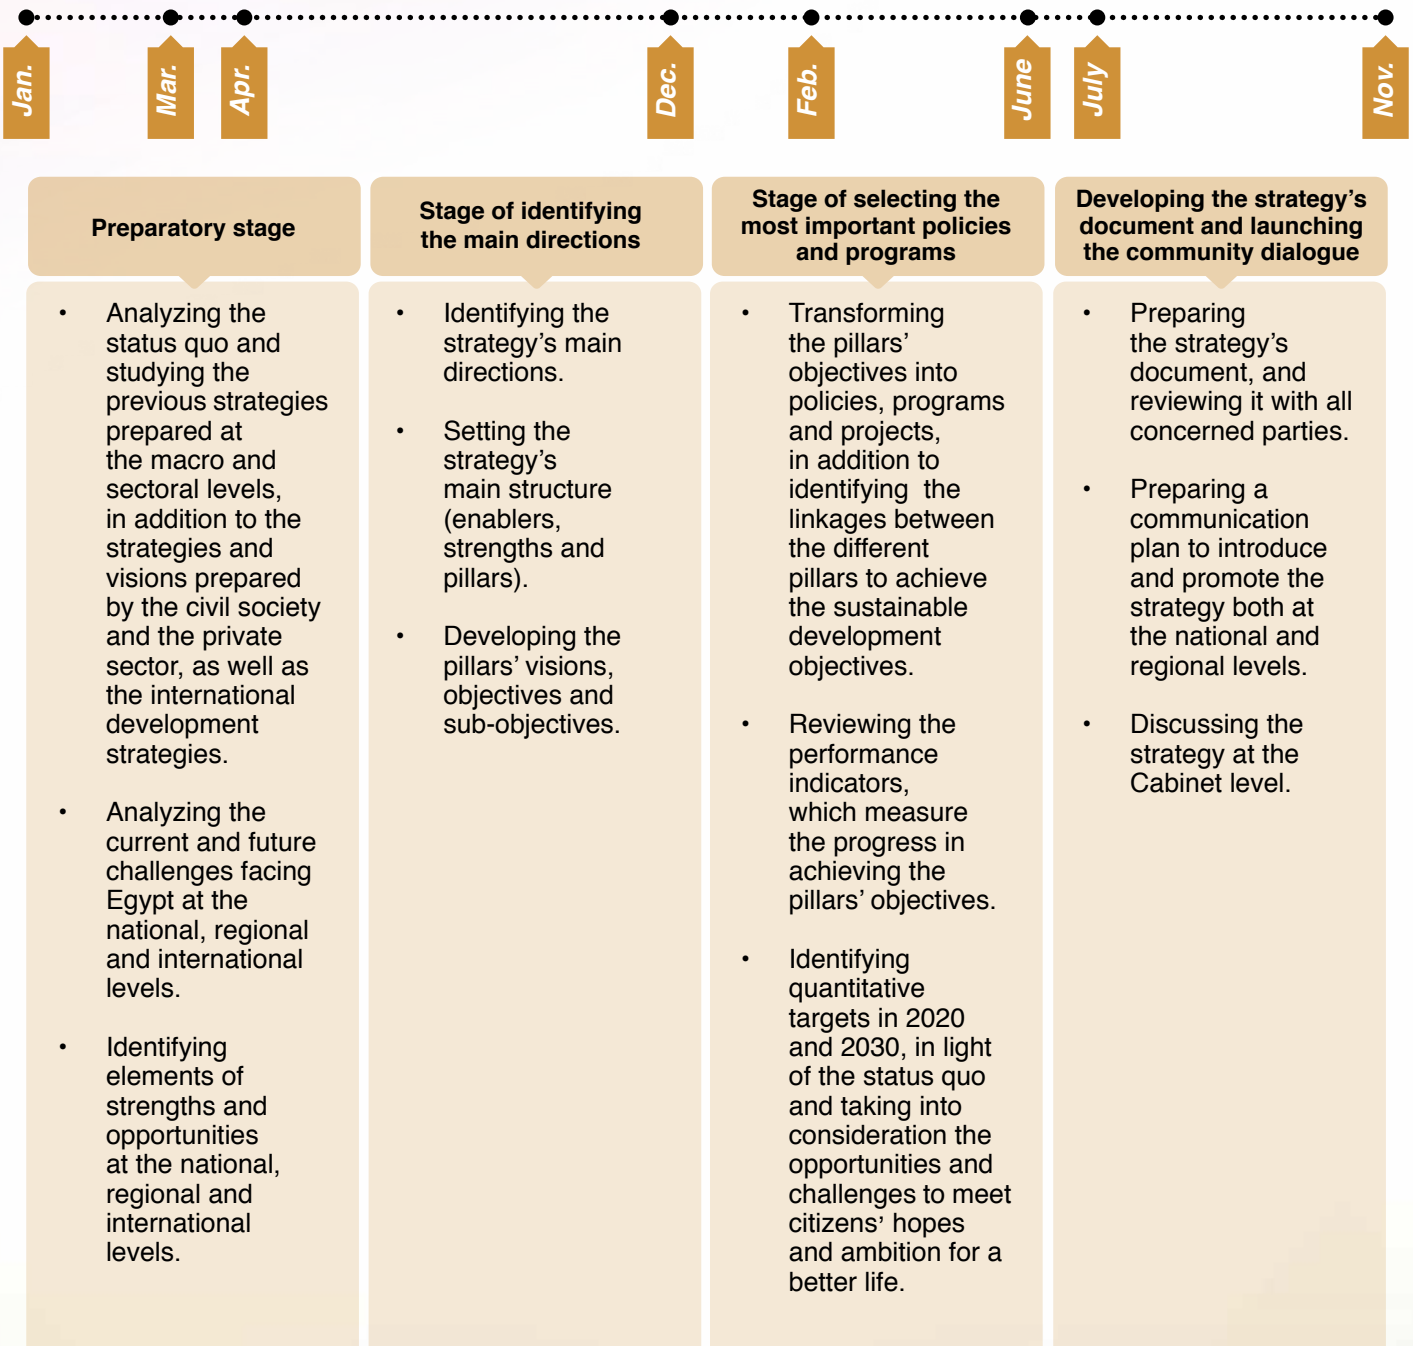 Jan.
Mar.
Apr.
Dec.
Feb.
June
July
Nov.
Preparatory stage
• Analyzing the
status quo and
studying the
previous strategies
prepared at
the macro and
sectoral levels,
in addition to the
strategies and
visions prepared
by the civil society
and the private
sector, as well as
the international
development
strategies.
• Analyzing the
current and future
challenges facing
Egypt at the
national, regional
and international
levels.
• Identifying
elements of
strengths and
opportunities
at the national,
regional and
international
levels.
Stage of identifying
the main directions
• Identifying the
strategy’s main
directions.
• Setting the
strategy’s
main structure
(enablers,
strengths and
pillars).
• Developing the
pillars’ visions,
objectives and
sub-objectives.
Stage of selecting the
most important policies
and programs
• Transforming
the pillars’
objectives into
policies, programs
and projects,
in addition to
identifying the
linkages between
the different
pillars to achieve
the sustainable
development
objectives.
• Reviewing the
performance
indicators,
which measure
the progress in
achieving the
pillars’ objectives.
• Identifying
quantitative
targets in 2020
and 2030, in light
of the status quo
and taking into
consideration the
opportunities and
challenges to meet
citizens’ hopes
and ambition for a
better life.
Developing the strategy’s
document and launching
the community dialogue
• Preparing
the strategy’s
document, and
reviewing it with all
concerned parties.
• Preparing a
communication
plan to introduce
and promote the
strategy both at
the national and
regional levels.
• Discussing the
strategy at the
Cabinet level.